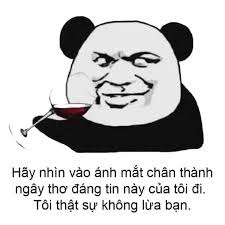 Hãy nhìn vào ánh mắt chân thành
ngây thơ đáng tin này của tôi đi.
Tôi thật sự không lừa bạn.